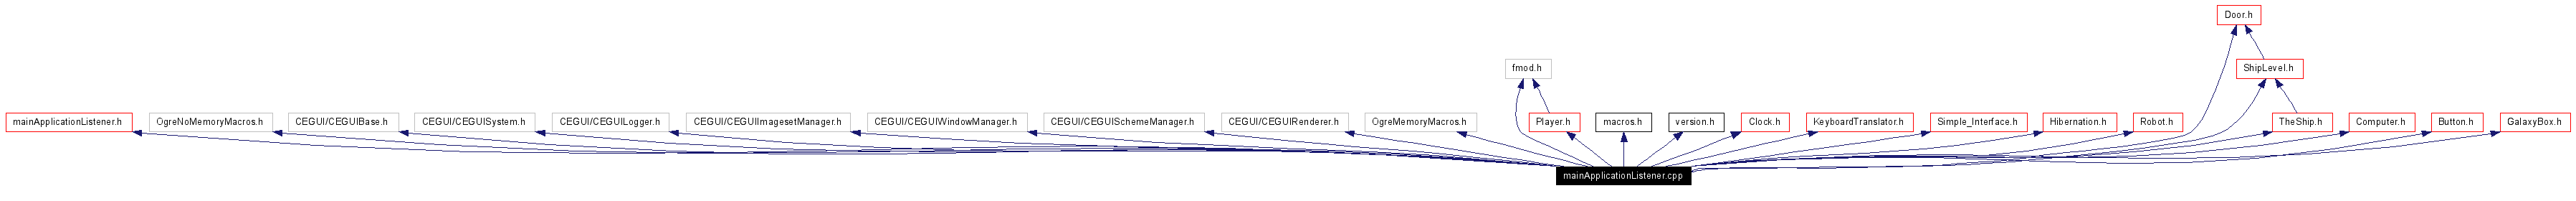 Door.h
fmod.h
ShipLevel.h
mainApplicationListener.h
OgreNoMemoryMacros.h
CEGUI/CEGUIBase.h
CEGUI/CEGUISystem.h
CEGUI/CEGUILogger.h
CEGUI/CEGUIImagesetManager.h
CEGUI/CEGUIWindowManager.h
CEGUI/CEGUISchemeManager.h
CEGUI/CEGUIRenderer.h
OgreMemoryMacros.h
Player.h
macros.h
version.h
Clock.h
KeyboardTranslator.h
Simple_Interface.h
Hibernation.h
Robot.h
TheShip.h
Computer.h
Button.h
GalaxyBox.h
mainApplicationListener.cpp